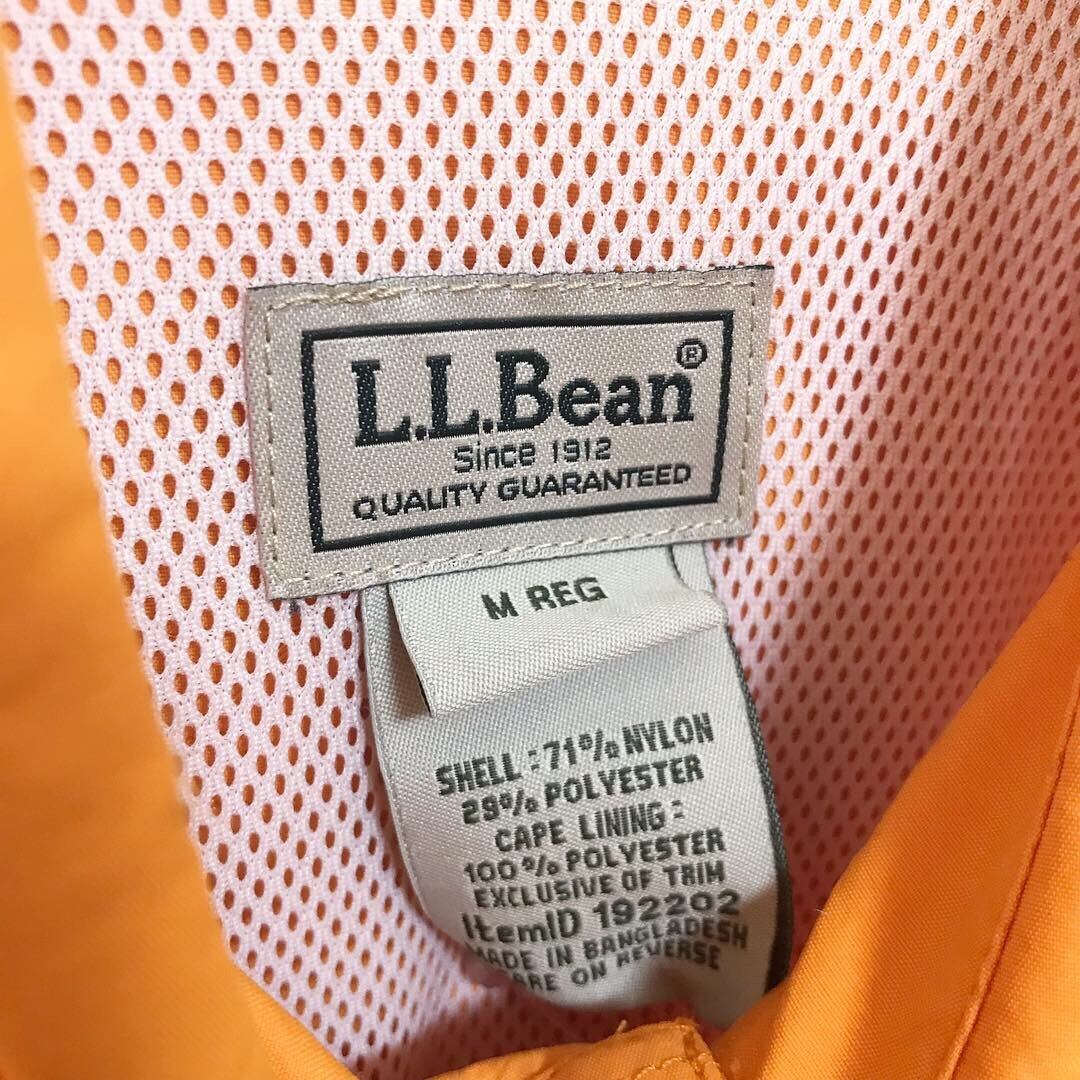 L.L.Bean®
Since 1912
QUALITY GUARANTEED
M REG
SHELL : 71% NYLON
29% POLYESTER
CAPE LINING :
100% POLYESTER
EXCLUSIVE OF TRIM
ItemID 192202
MADE IN BANGLADESH
CARE ON REVERSE